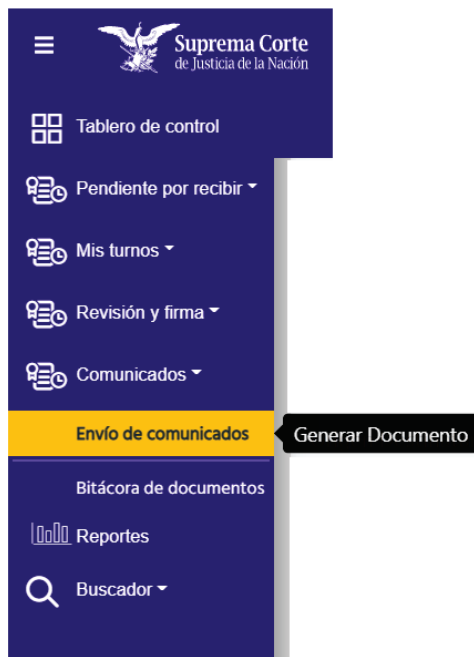 Suprema Corte
de Justicia de la Nación
Tablero de control
Pendiente por recibir
Mis turnos
Revisión y firma
Comunicados
Envío de comunicados
Generar Documento
Bitácora de documentos
Reportes
Buscador